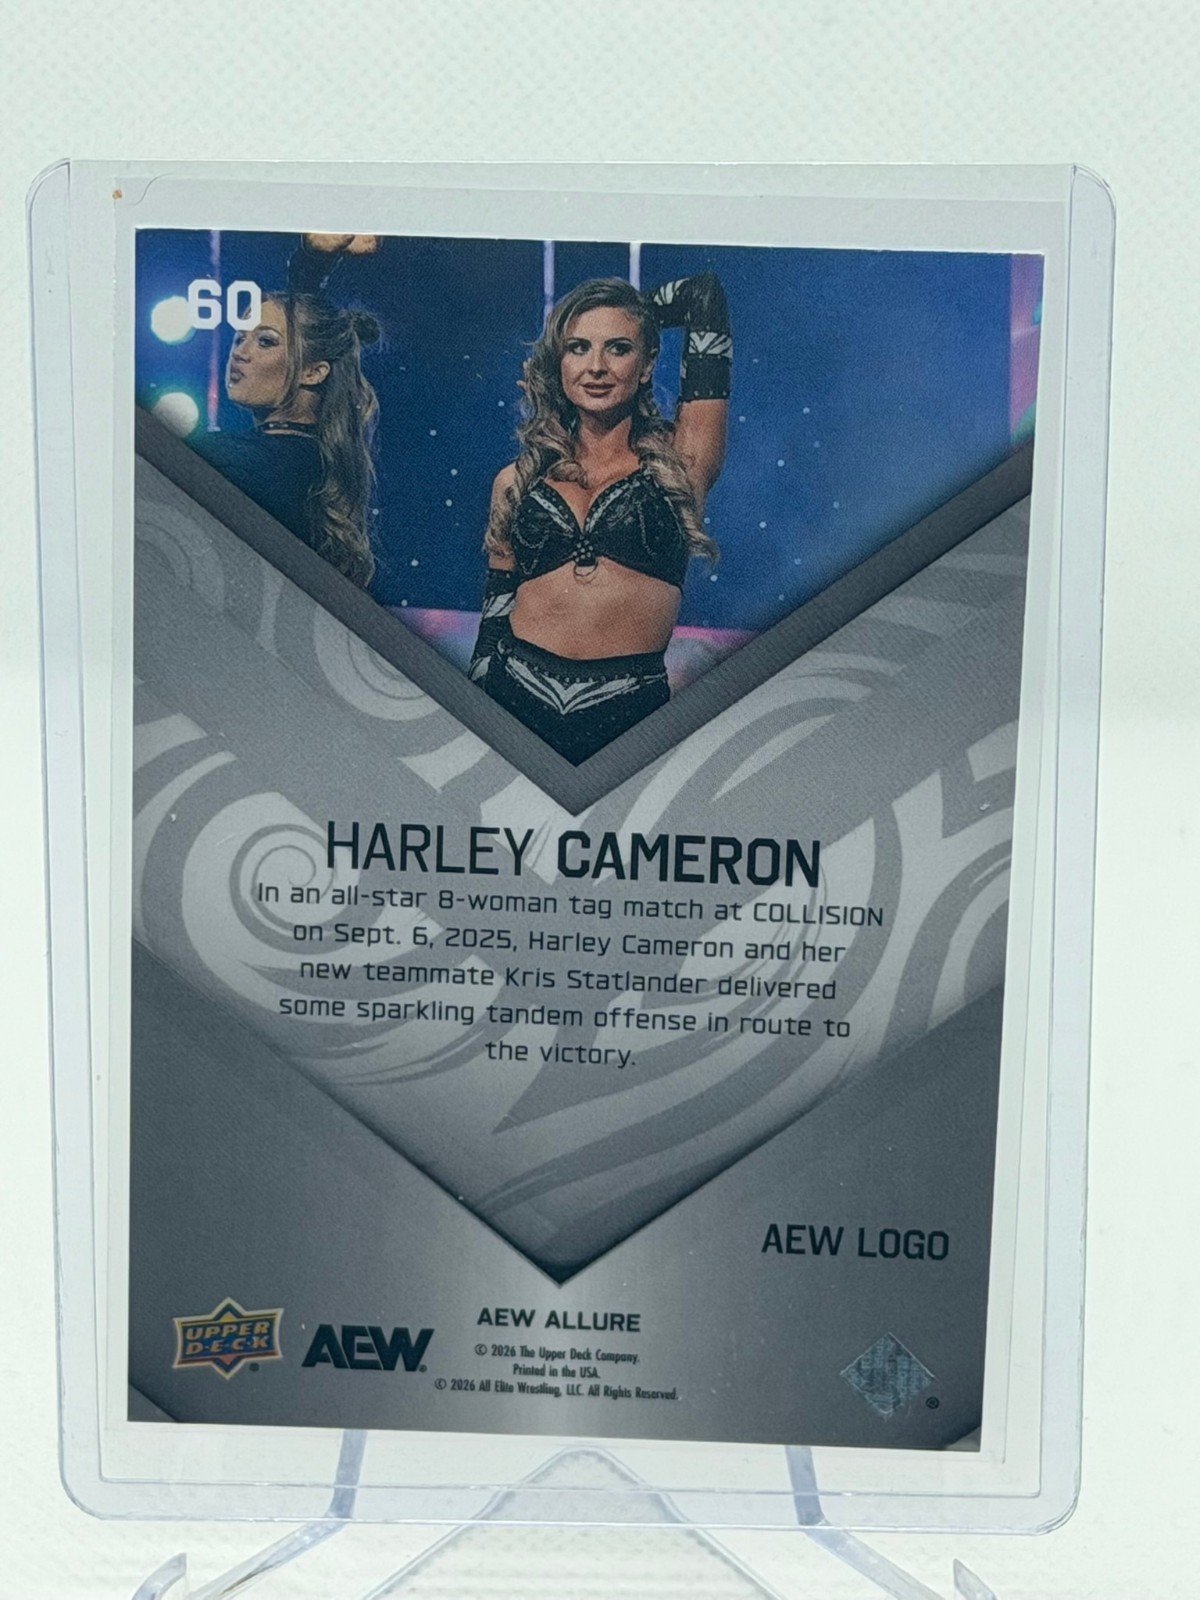 60
HARLEY CAMERON
In an all-star 8-woman tag match at COLLISION
on Sept. 6, 2025, Harley Cameron and her
new teammate Kris Statlander delivered
some sparkling tandem offense in route to
the victory.
AEW LOGO
AEW ALLURE
UPPER
D·E·C·K
®
AEW.
© 2026 The Upper Deck Company.
Printed in the USA.
© 2026 All Elite Wrestling, LLC. All Rights Reserved.
®